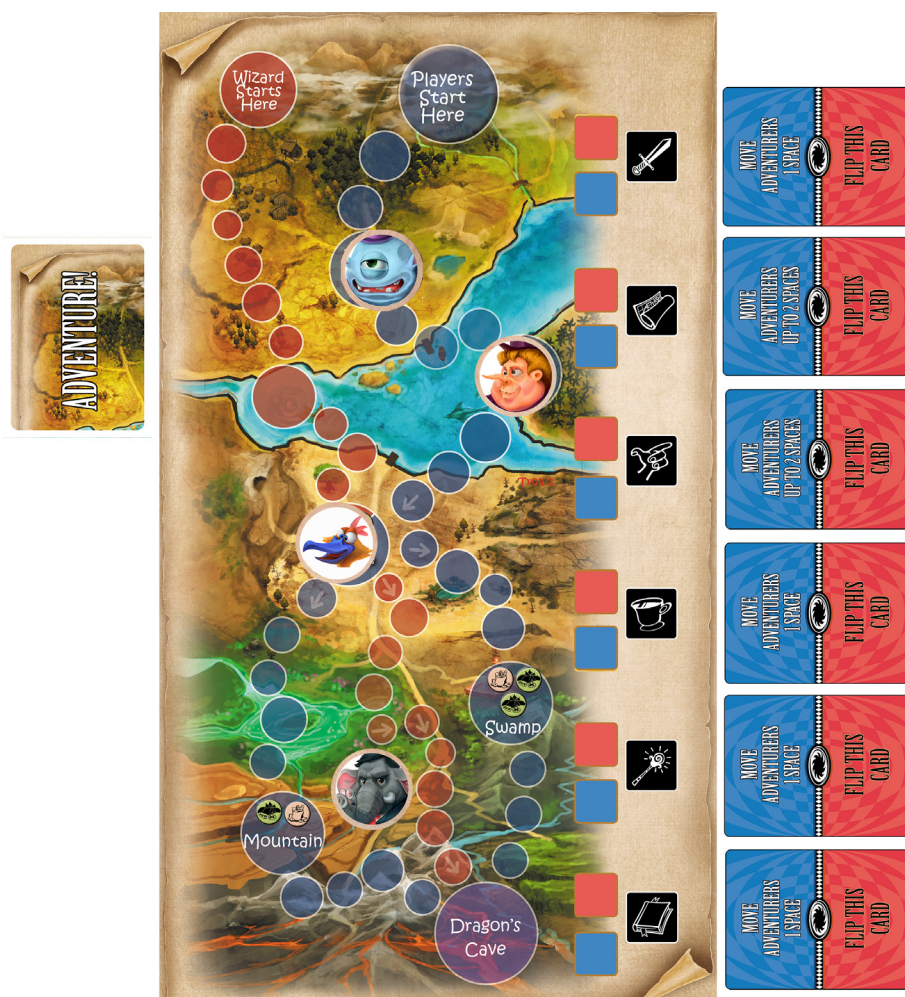 Wizard
Starts
Here
Players
Start
Here
ADVENTURE!
Swamp
Mountain
Dragon's
Cave
MOVE
ADVENTURERS
1 SPACE
FLIP THIS
CARD
MOVE
ADVENTURERS
UP TO 2 SPACES
FLIP THIS
CARD
MOVE
ADVENTURERS
UP TO 2 SPACES
FLIP THIS
CARD
MOVE
ADVENTURERS
1 SPACE
FLIP THIS
CARD
MOVE
ADVENTURERS
1 SPACE
FLIP THIS
CARD
MOVE
ADVENTURERS
1 SPACE
FLIP THIS
CARD